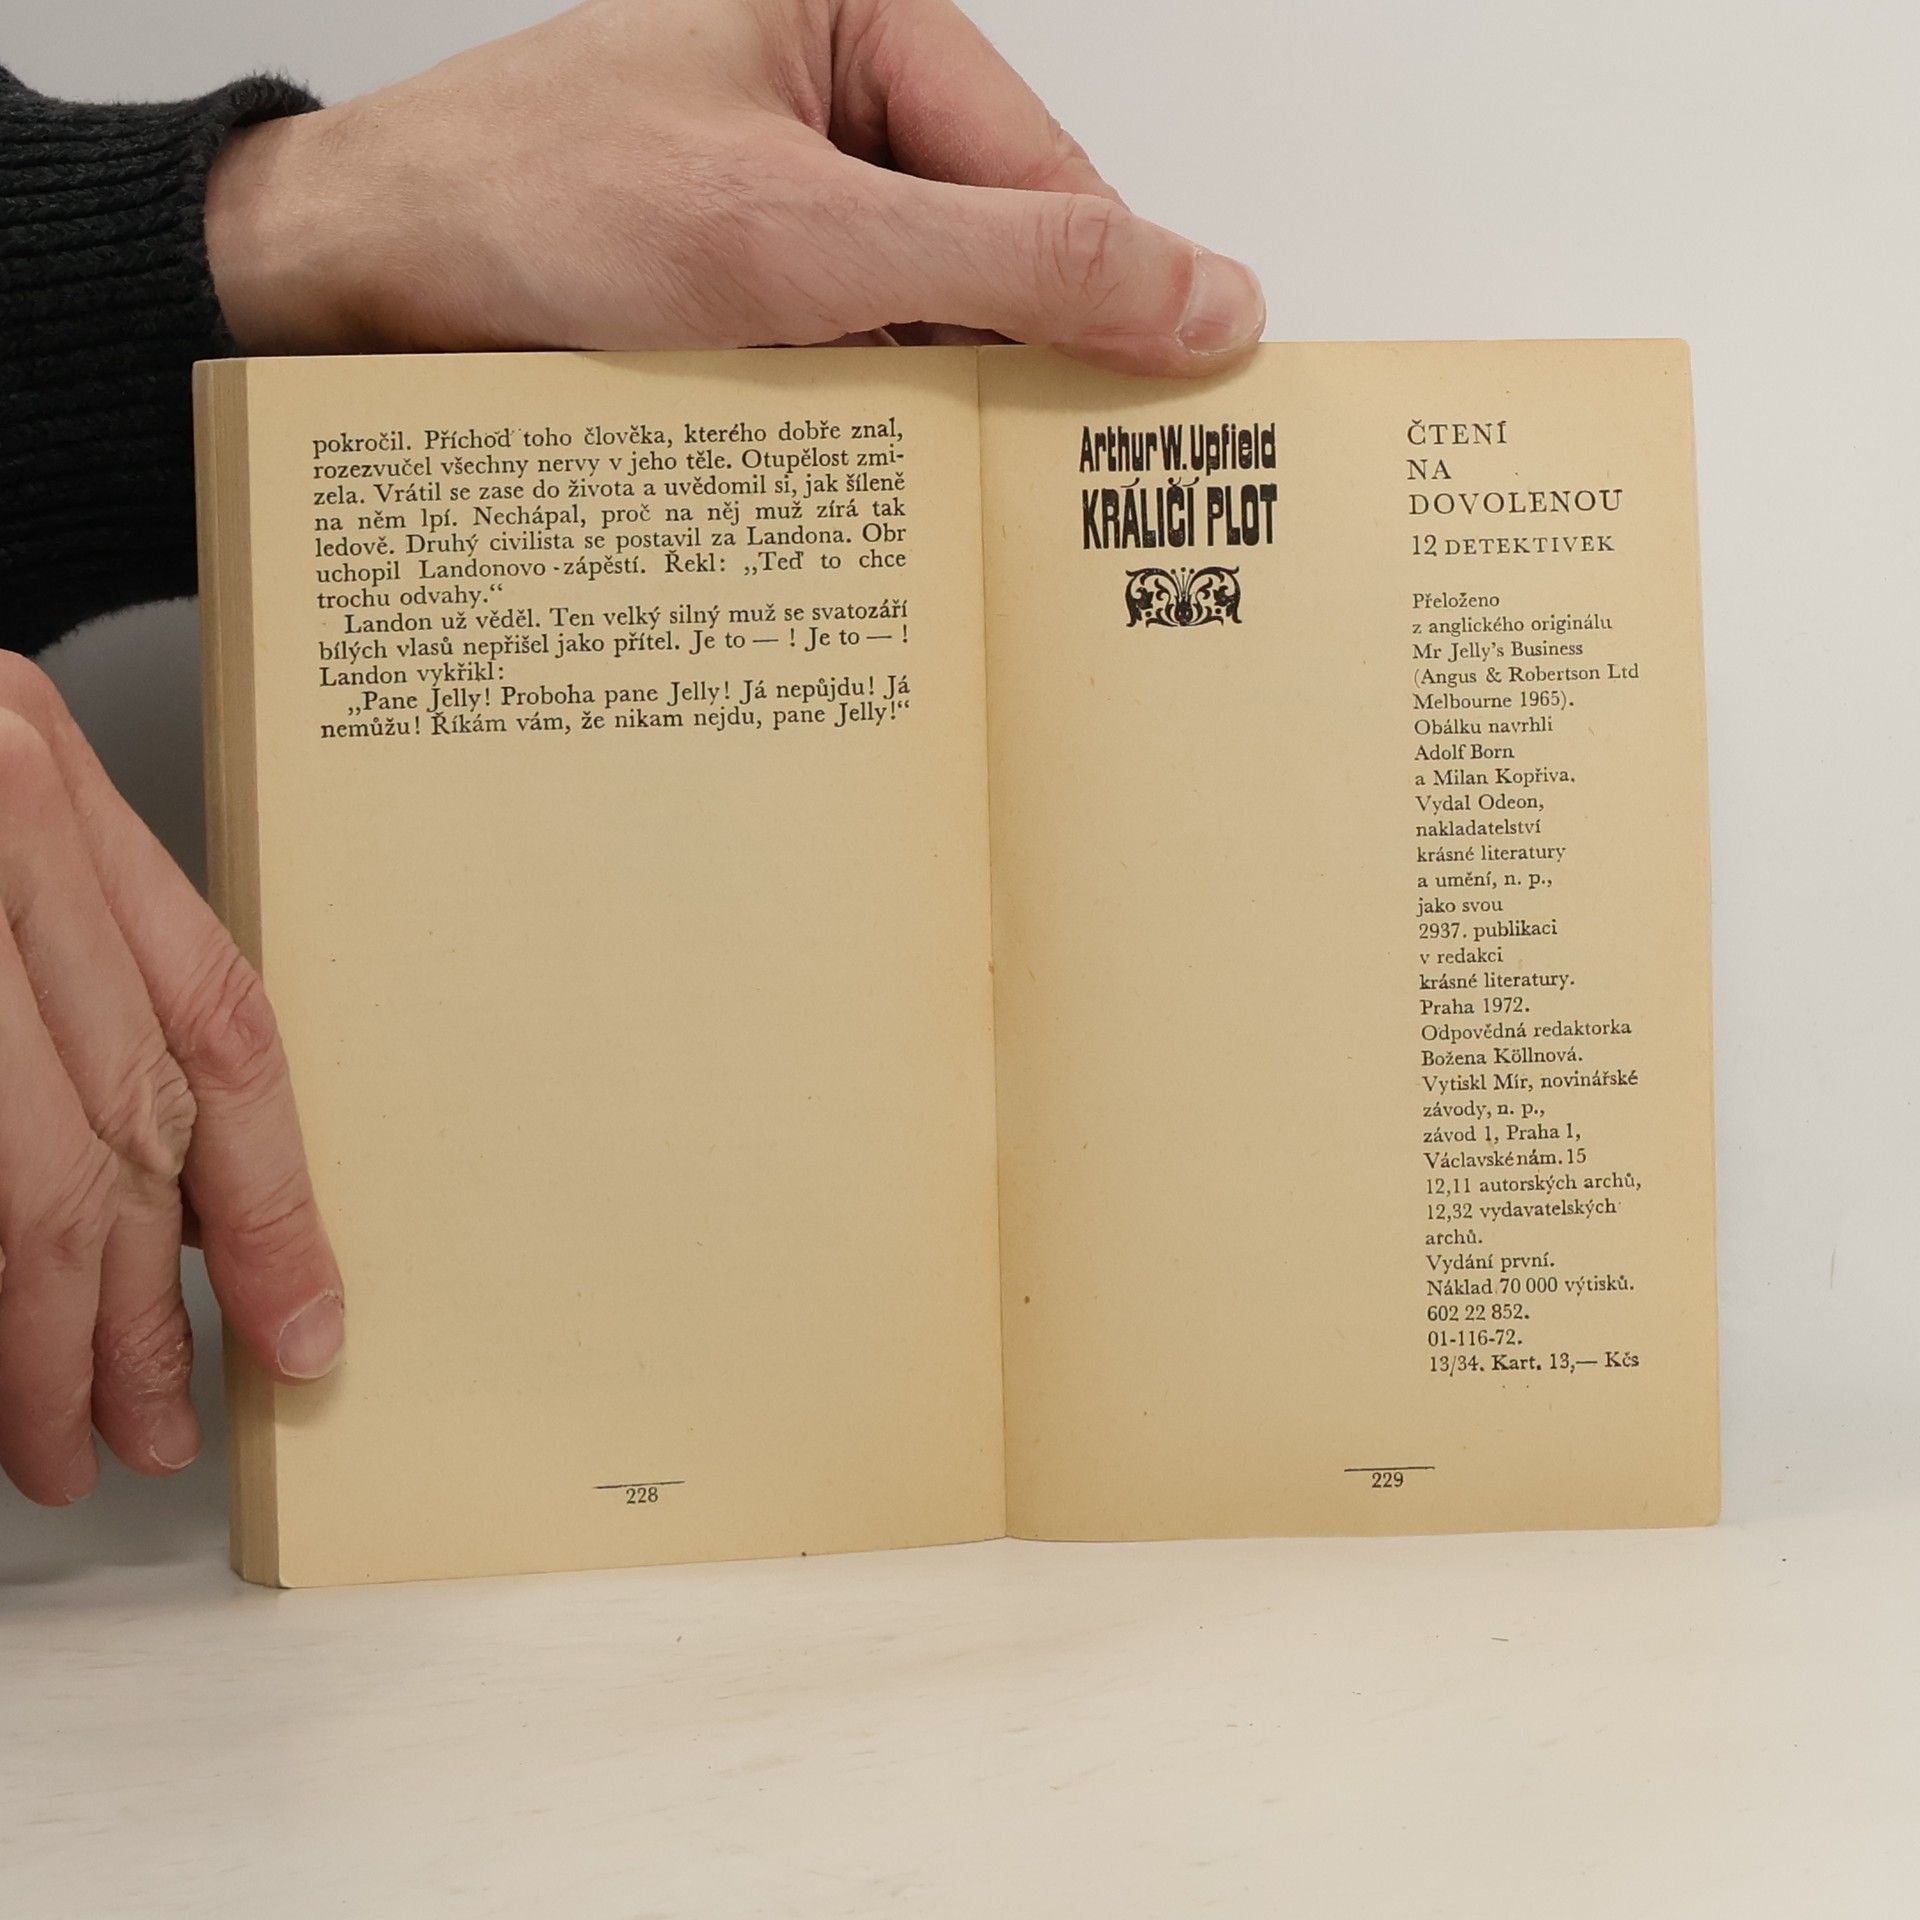 pokročil. Příchod toho člověka, kterého dobře znal,
rozezvučel všechny nervy v jeho těle. Otupělost zmi-
zela. Vrátil se zase do života a uvědomil si, jak šíleně
na něm lpí. Nechápal, proč na něj muž zírá tak
ledově. Druhý civilista se postavil za Landona. Obr
uchopil Landonovo zápěstí. Řekl: „Teď to chce
trochu odvahy.“
Landon už věděl. Ten velký silný muž se svatozáří
bílých vlasů nepřišel jako přítel. Je to — ! Je to — !
Landon vykřikl:
„Pane Jelly! Proboha pane Jelly! Já nepůjdu! Já
nemůžu! Říkám vám, že nikam nejdu, pane Jelly!“
228
Arthur W. Upfield
KRÁLIČÍ PLOT
ČTENÍ
NA
DOVOLENOU
12 DETEKTIVEK
Přeloženo
z anglického originálu
Mr Jelly's Business
(Angus & Robertson Ltd
Melbourne 1965).
Obálku navrhli
Adolf Born
a Milan Kopřiva.
Vydal Odeon,
nakladatelství
krásné literatury
a umění, n. p.,
jako svou
2937. publikaci
v redakci
krásné literatury.
Praha 1972.
Odpovědná redaktorka
Božena Köllnová.
Vytiskl Mír, novinářské
závody, n. p.,
závod 1, Praha 1,
Václavské nám. 15
12,11 autorských archů,
12,32 vydavatelských
archů.
Vydání první.
Náklad 70 000 výtisků.
602 22 852.
01-116-72.
13/34. Kart. 13,— Kčs
229